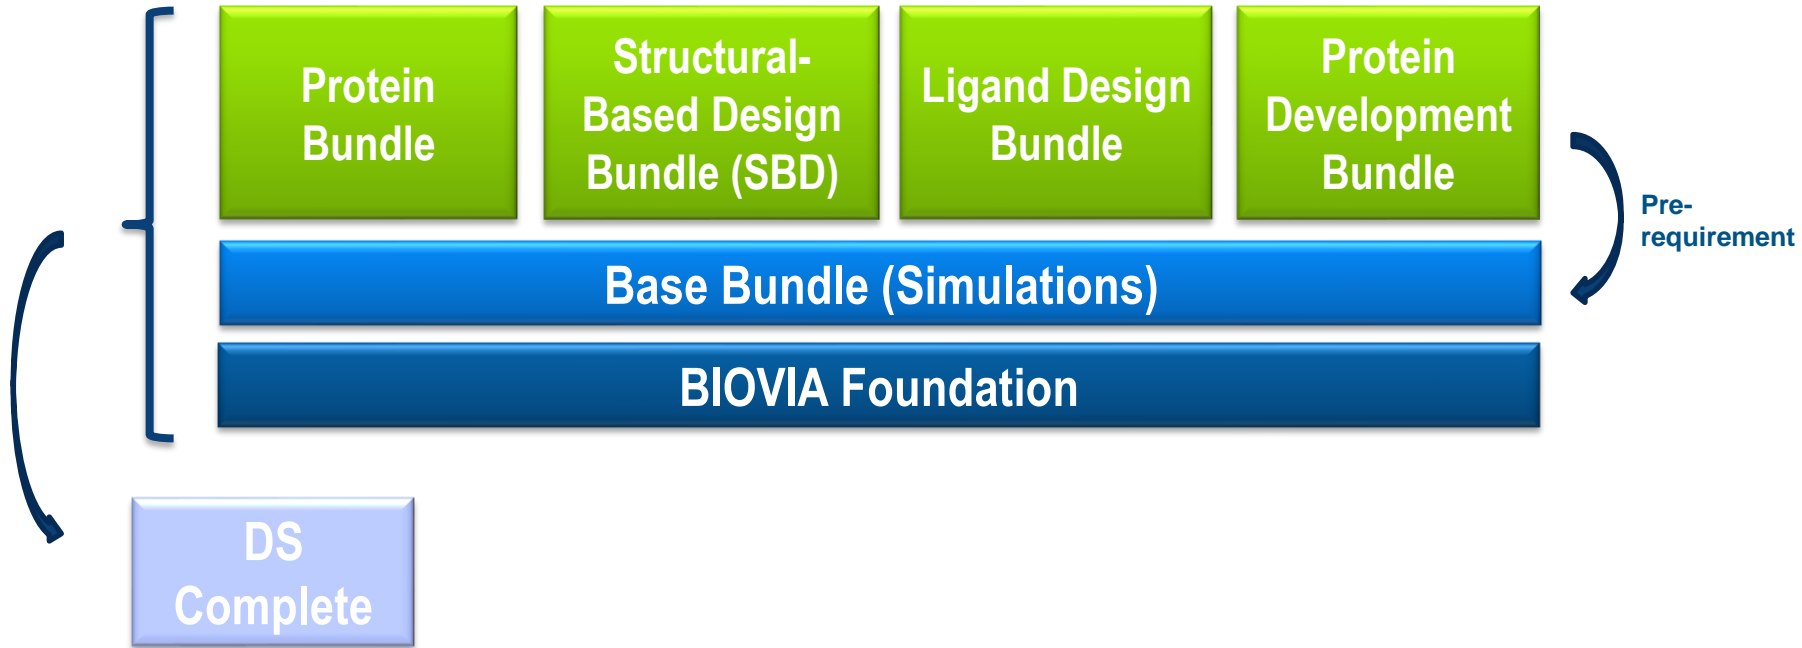 Protein
Bundle
Structural-
Based Design
Bundle (SBD)
Ligand Design
Bundle
Protein
Development
Bundle
Pre-
requirement
Base Bundle (Simulations)
BIOVIA Foundation
DS
Complete